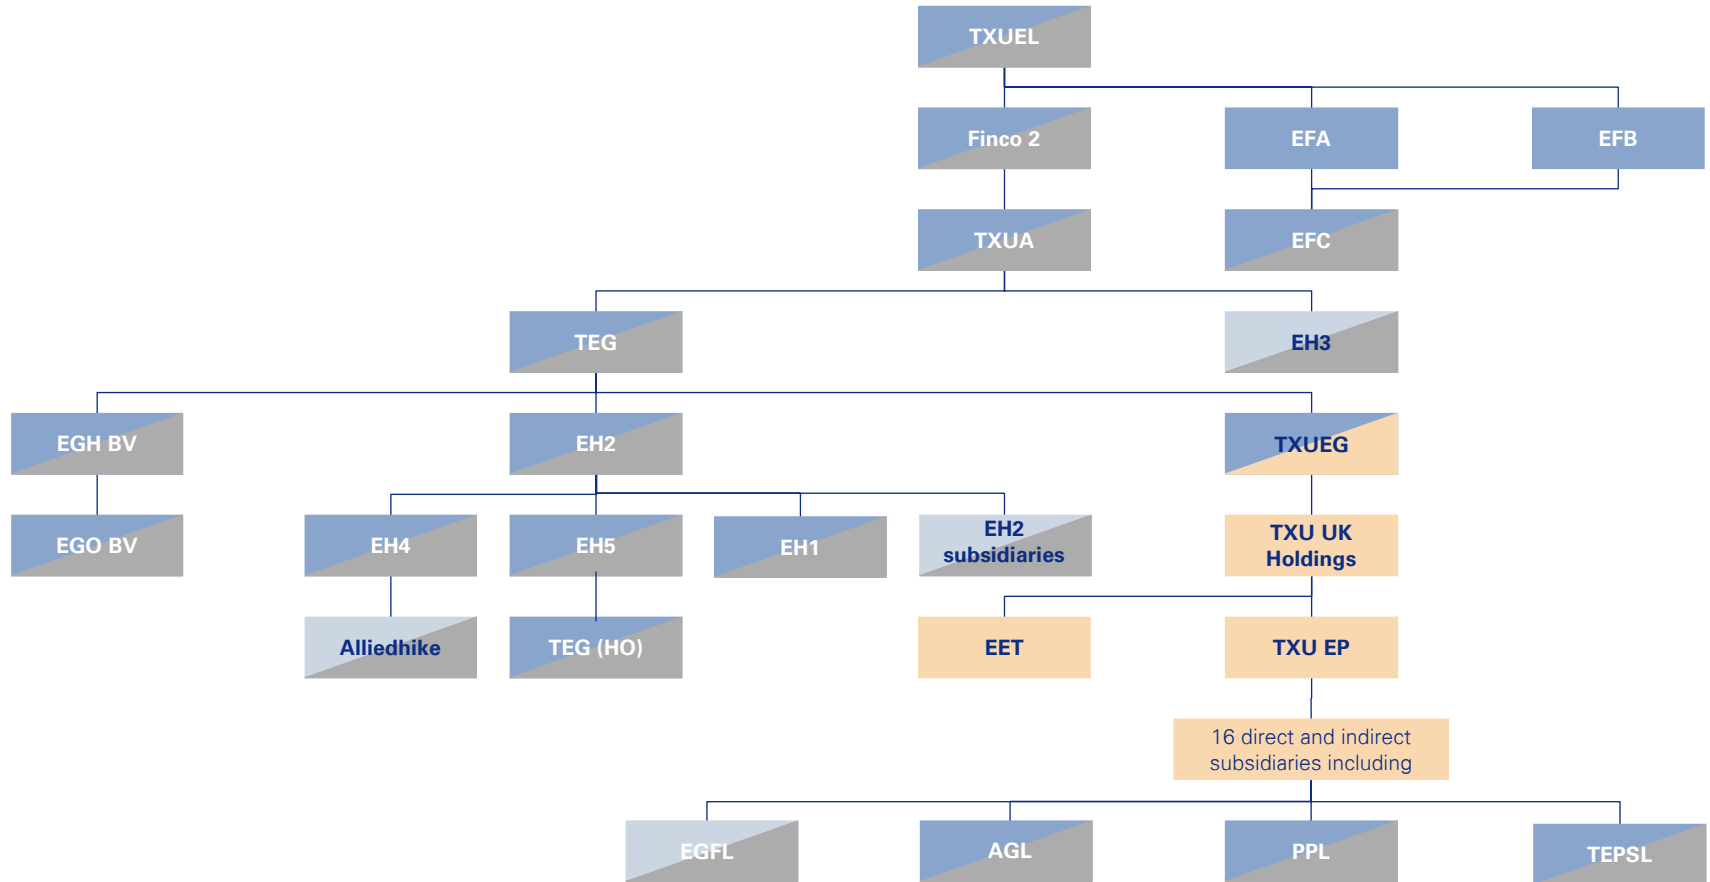 TXUEL
Finco 2
EFA
EFB
TXUA
EFC
TEG
EH3
EGH BV
EH2
TXUEG
EGO BV
EH4
EH5
EH1
EH2
subsidiaries
TXU UK
Holdings
Alliedhike
TEG (HO)
EET
TXU EP
16 direct and indirect
subsidiaries including
EGFL
AGL
PPL
TEPSL